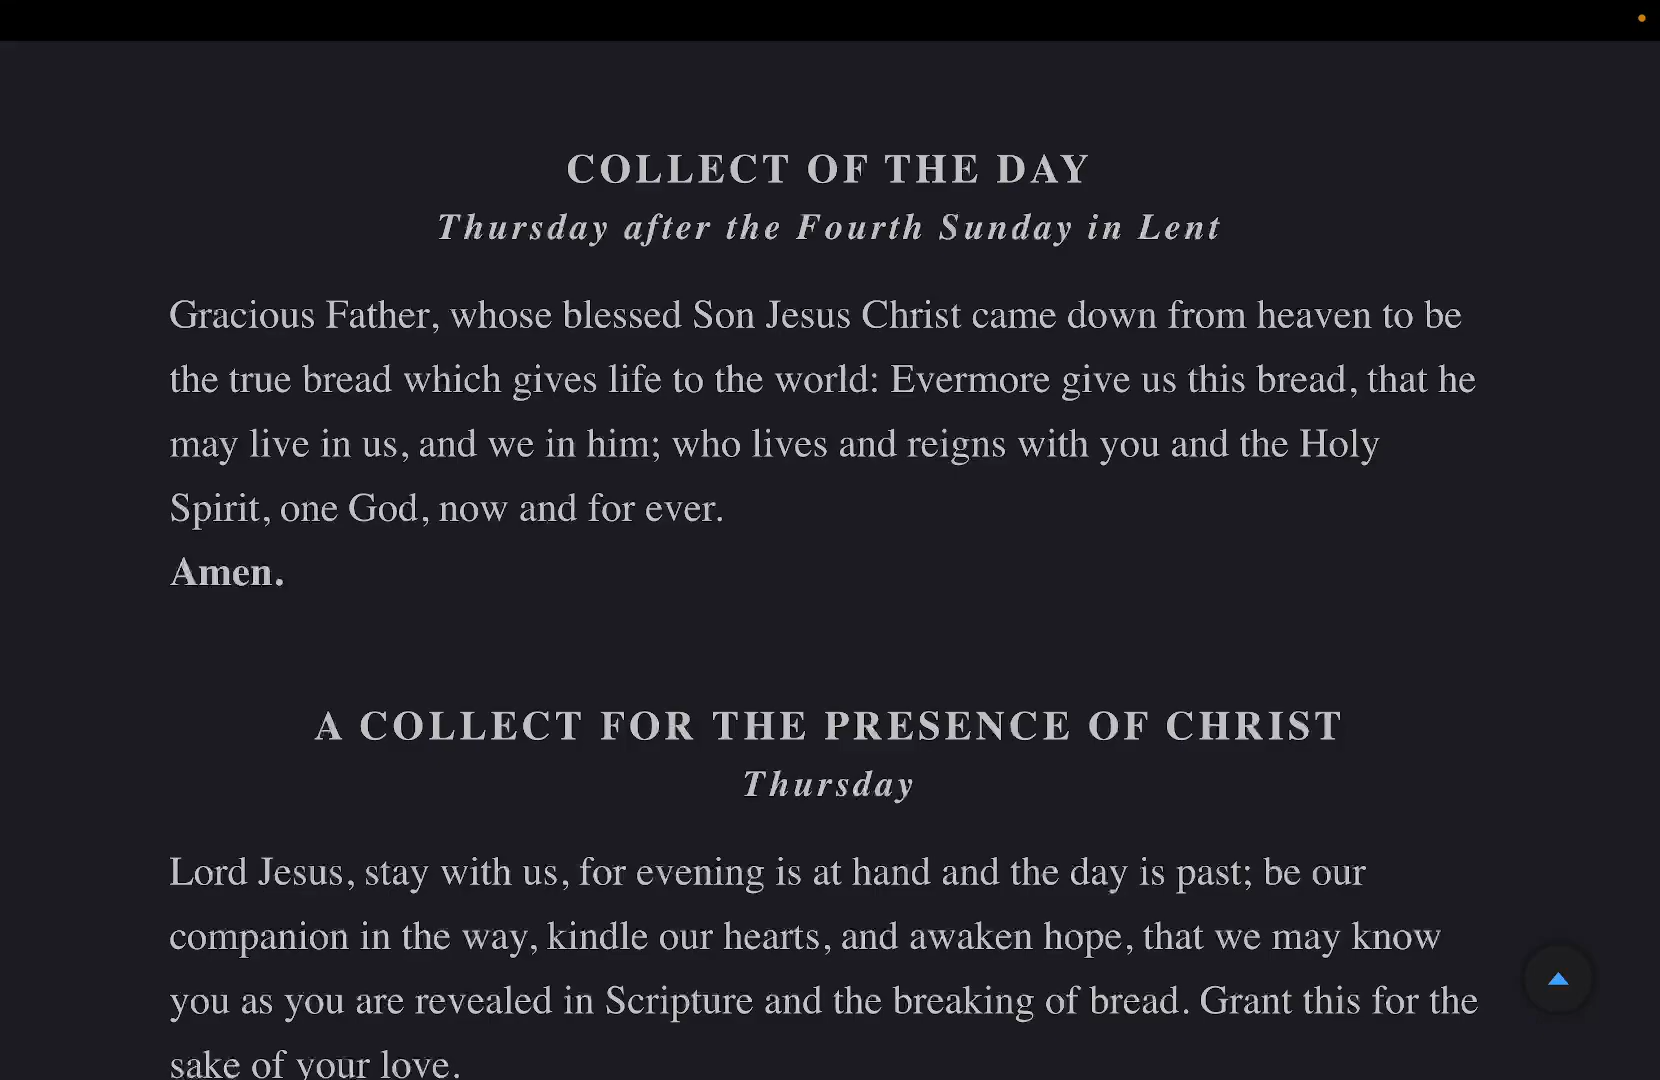 COLLECT OF THE DAY
Thursday after the Fourth Sunday in Lent
Gracious Father, whose blessed Son Jesus Christ came down from heaven to be
the true bread which gives life to the world: Evermore give us this bread, that he
may live in us, and we in him; who lives and reigns with you and the Holy
Spirit, one God, now and for ever.
Amen.
A COLLECT FOR THE PRESENCE OF CHRIST
Thursday
Lord Jesus, stay with us, for evening is at hand and the day is past; be our
companion in the way, kindle our hearts, and awaken hope, that we may know
you as you are revealed in Scripture and the breaking of bread. Grant this for the
sake of your love.